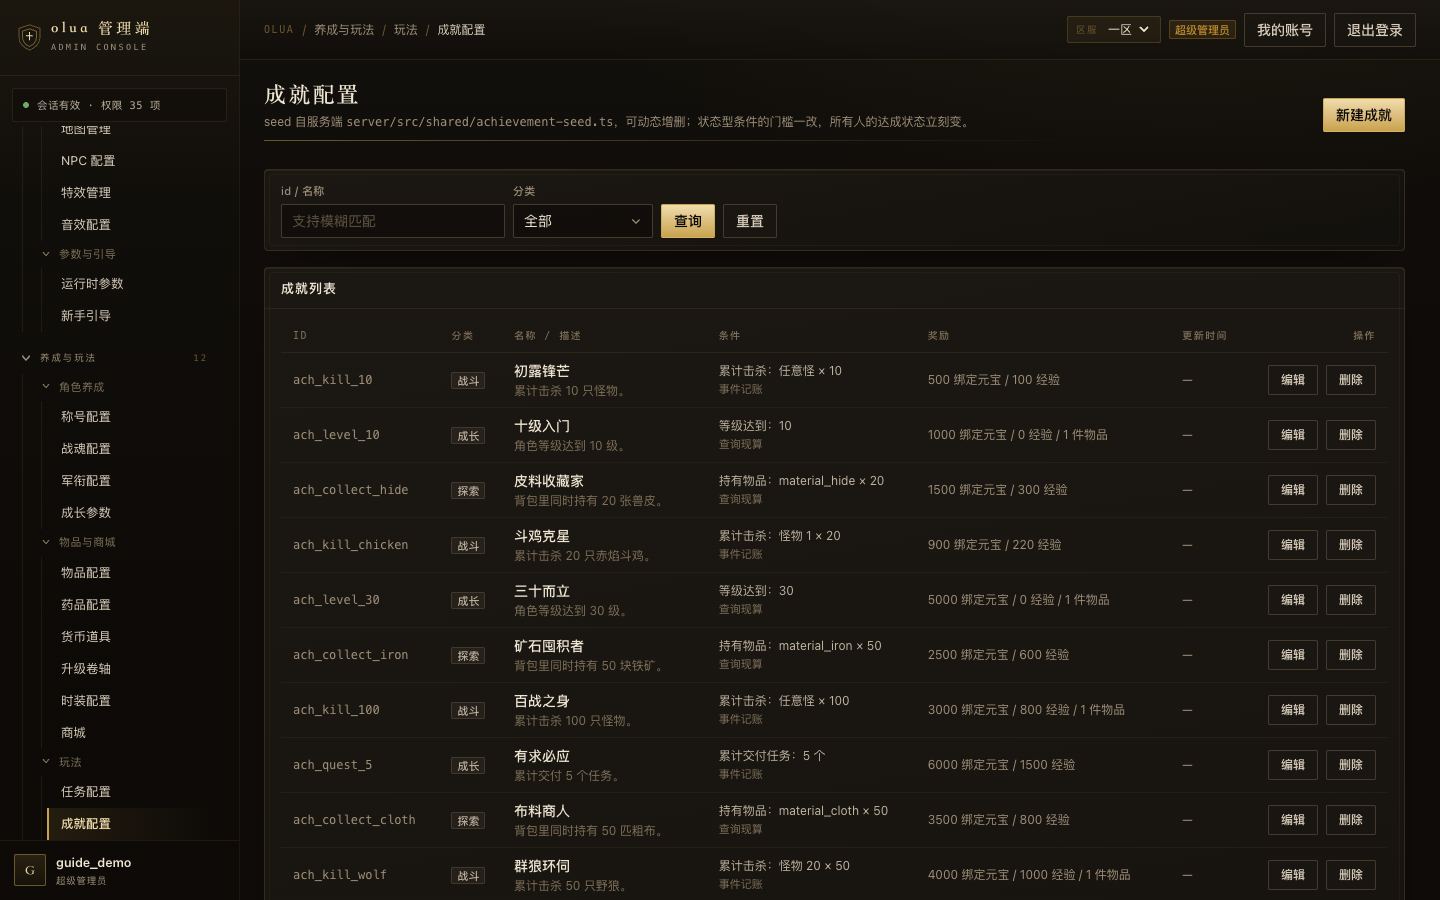 olua 管理端
ADMIN CONSOLE
会话有效 · 权限 35 项
地图管理
NPC 配置
特效管理
音效配置
参数与引导
运行时参数
新手引导
养成与玩法 12
角色养成
称号配置
战魂配置
军衔配置
成长参数
物品与商城
物品配置
药品配置
货币道具
升级卷轴
时装配置
商城
玩法
任务配置
成就配置
G guide_demo
超级管理员
OLUA / 养成与玩法 / 玩法 / 成就配置
区服 一区 超级管理员 我的账号 退出登录
成就配置
seed 自服务端 server/src/shared/achievement-seed.ts，可动态增删；状态型条件的门槛一改，所有人的达成状态立刻变。
新建成就
id / 名称 分类
支持模糊匹配 全部 查询 重置
成就列表
ID 分类 名称 / 描述 条件 奖励 更新时间 操作
ach_kill_10 战斗 初露锋芒 累计击杀：任意怪 × 10 500 绑定元宝 / 100 经验 — 编辑 删除
累计击杀 10 只怪物。 事件记账
ach_level_10 成长 十级入门 等级达到：10 1000 绑定元宝 / 0 经验 / 1 件物品 — 编辑 删除
角色等级达到 10 级。 查询现算
ach_collect_hide 探索 皮料收藏家 持有物品：material_hide × 20 1500 绑定元宝 / 300 经验 — 编辑 删除
背包里同时持有 20 张兽皮。 查询现算
ach_kill_chicken 战斗 斗鸡克星 累计击杀：怪物 1 × 20 900 绑定元宝 / 220 经验 — 编辑 删除
累计击杀 20 只赤焰斗鸡。 事件记账
ach_level_30 成长 三十而立 等级达到：30 5000 绑定元宝 / 0 经验 / 1 件物品 — 编辑 删除
角色等级达到 30 级。 查询现算
ach_collect_iron 探索 矿石囤积者 持有物品：material_iron × 50 2500 绑定元宝 / 600 经验 — 编辑 删除
背包里同时持有 50 块铁矿。 查询现算
ach_kill_100 战斗 百战之身 累计击杀：任意怪 × 100 3000 绑定元宝 / 800 经验 / 1 件物品 — 编辑 删除
累计击杀 100 只怪物。 事件记账
ach_quest_5 成长 有求必应 累计交付任务：5 个 6000 绑定元宝 / 1500 经验 — 编辑 删除
累计交付 5 个任务。 事件记账
ach_collect_cloth 探索 布料商人 持有物品：material_cloth × 50 3500 绑定元宝 / 800 经验 — 编辑 删除
背包里同时持有 50 匹粗布。 查询现算
ach_kill_wolf 战斗 群狼环伺 累计击杀：怪物 20 × 50 4000 绑定元宝 / 1000 经验 / 1 件物品 — 编辑 删除
累计击杀 50 只野狼。 事件记账